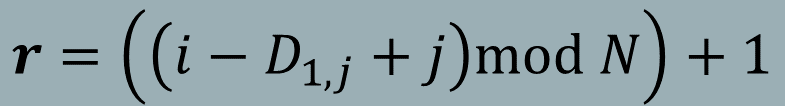 r = ((i − D₁,ⱼ + j)mod N) + 1